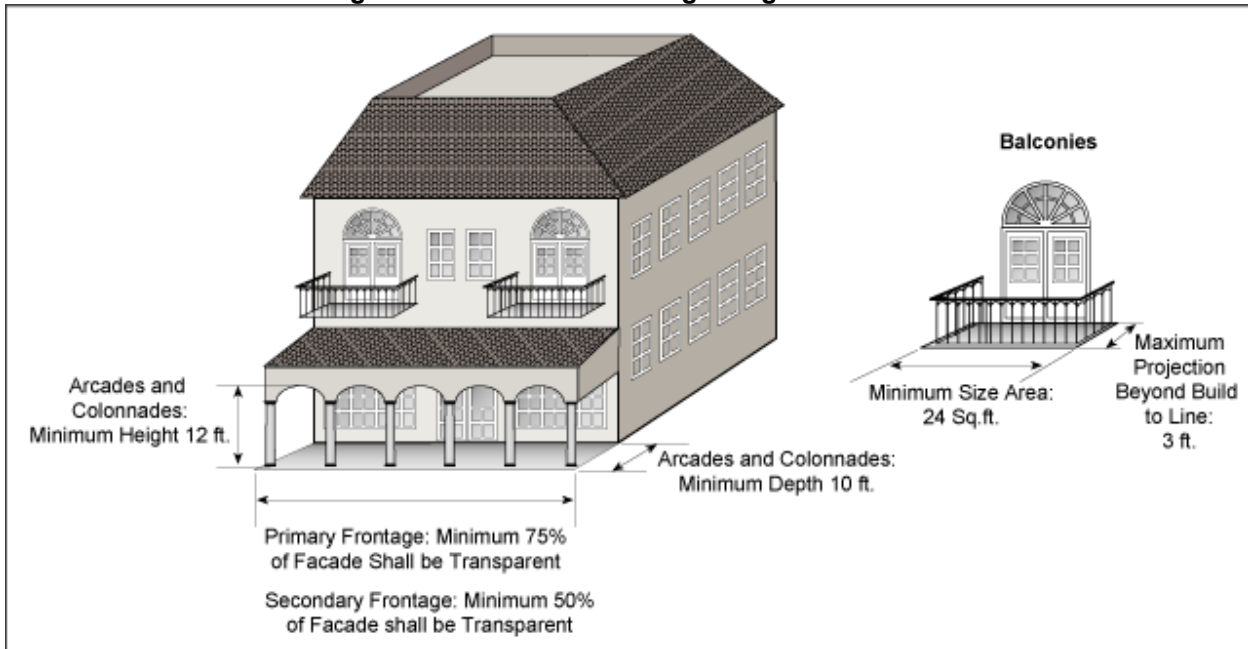 Balconies
Arcades and
Colonnades:
Minimum Height 12 ft.
Arcades and Colonnades:
Minimum Depth 10 ft.
Primary Frontage: Minimum 75%
of Facade Shall be Transparent
Secondary Frontage: Minimum 50%
of Facade shall be Transparent
Minimum Size Area:
24 Sq.ft.
Maximum
Projection
Beyond Build
to Line:
3 ft.